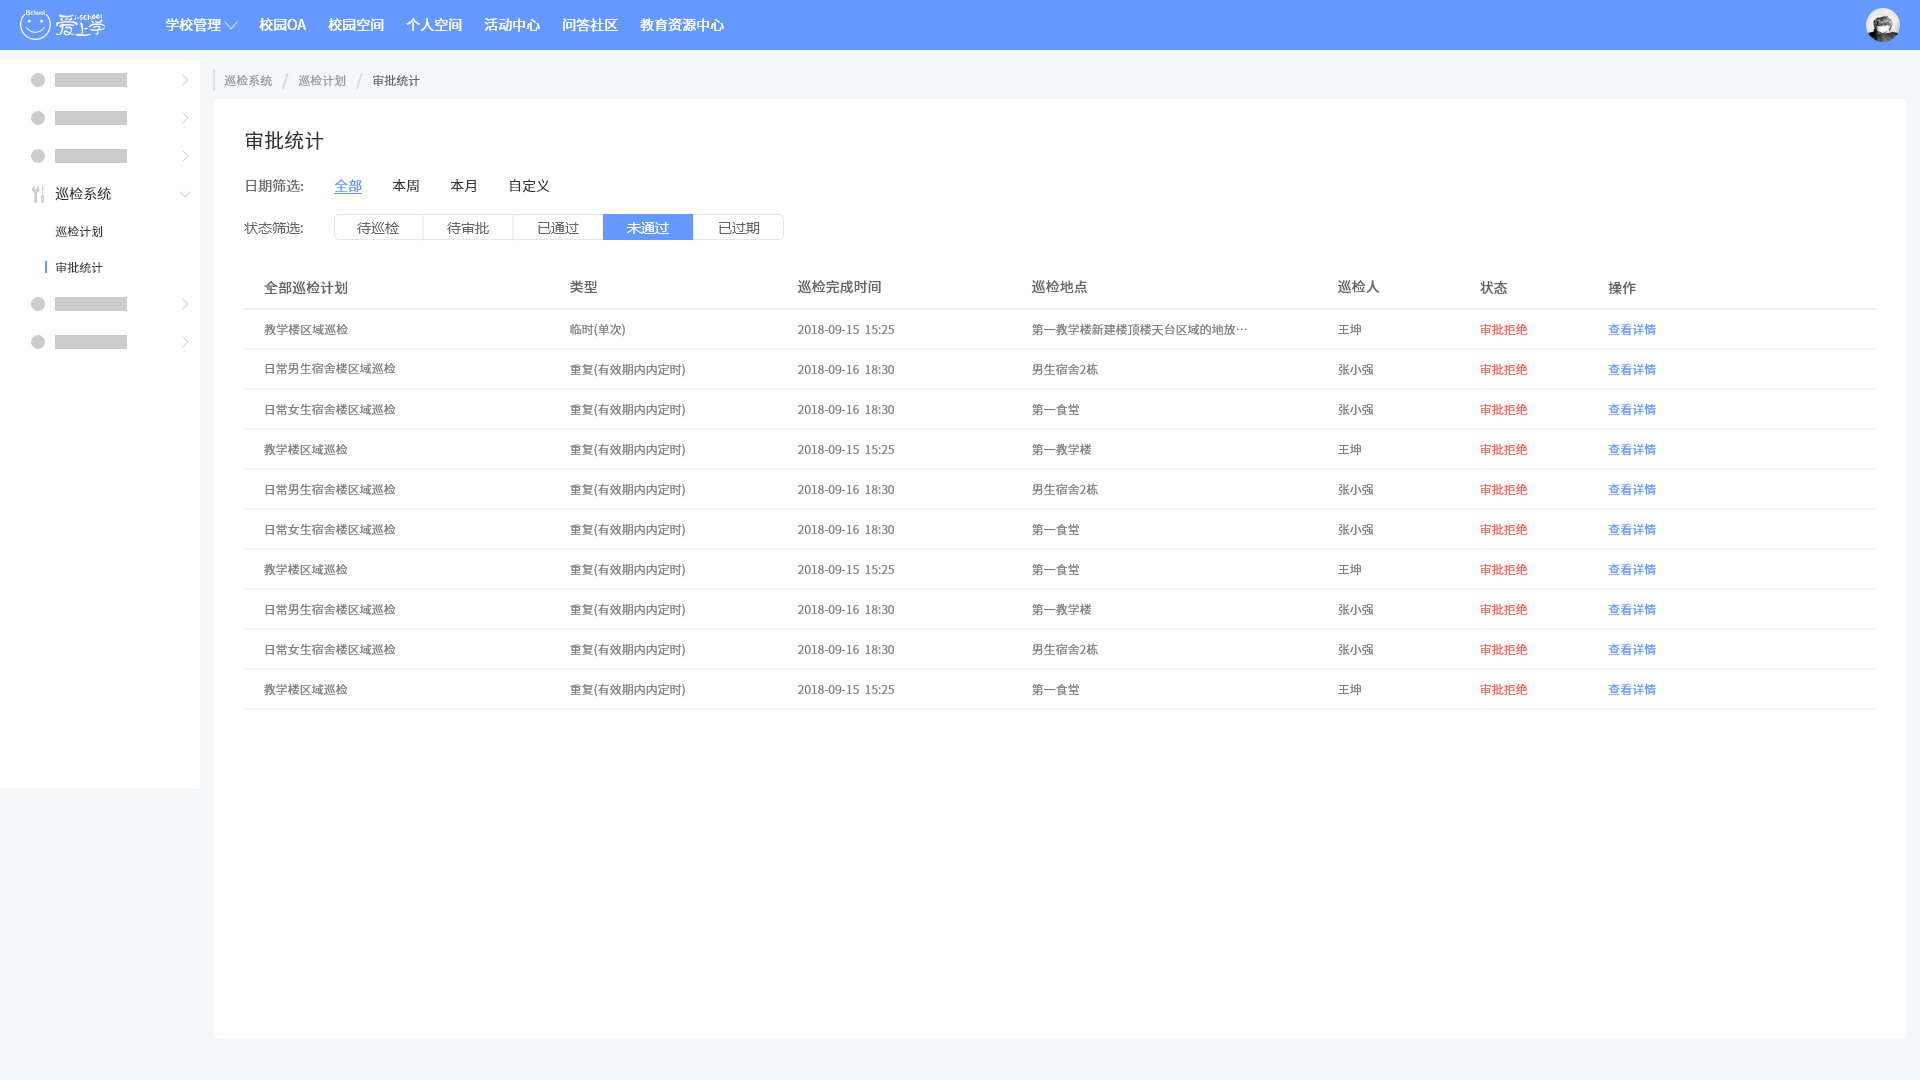 iSchool 爱上学 i-SCHOOL 学校管理 校园OA 校园空间 个人空间 活动中心 问答社区 教育资源中心
巡检系统 / 巡检计划 / 审批统计
巡检系统
巡检计划
审批统计
审批统计
日期筛选: 全部 本周 本月 自定义
状态筛选: 待巡检 待审批 已通过 未通过 已过期
全部巡检计划 类型 巡检完成时间 巡检地点 巡检人 状态 操作
教学楼区域巡检 临时(单次) 2018-09-15 15:25 第一教学楼新建楼顶楼天台区域的地放… 王坤 审批拒绝 查看详情
日常男生宿舍楼区域巡检 重复(有效期内内定时) 2018-09-16 18:30 男生宿舍2栋 张小强 审批拒绝 查看详情
日常女生宿舍楼区域巡检 重复(有效期内内定时) 2018-09-16 18:30 第一食堂 张小强 审批拒绝 查看详情
教学楼区域巡检 重复(有效期内内定时) 2018-09-15 15:25 第一教学楼 王坤 审批拒绝 查看详情
日常男生宿舍楼区域巡检 重复(有效期内内定时) 2018-09-16 18:30 男生宿舍2栋 张小强 审批拒绝 查看详情
日常女生宿舍楼区域巡检 重复(有效期内内定时) 2018-09-16 18:30 第一食堂 张小强 审批拒绝 查看详情
教学楼区域巡检 重复(有效期内内定时) 2018-09-15 15:25 第一食堂 王坤 审批拒绝 查看详情
日常男生宿舍楼区域巡检 重复(有效期内内定时) 2018-09-16 18:30 第一教学楼 张小强 审批拒绝 查看详情
日常女生宿舍楼区域巡检 重复(有效期内内定时) 2018-09-16 18:30 男生宿舍2栋 张小强 审批拒绝 查看详情
教学楼区域巡检 重复(有效期内内定时) 2018-09-15 15:25 第一食堂 王坤 审批拒绝 查看详情